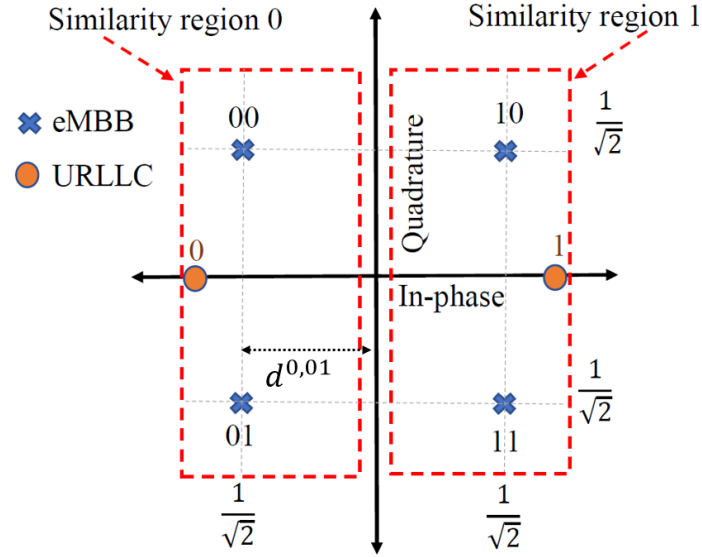 Similarity region 0
Similarity region 1
eMBB
URLLC
00
10
1
√2
Quadrature
0
1
In-phase
d^{0,01}
1
√2
01
11
1
√2
1
√2